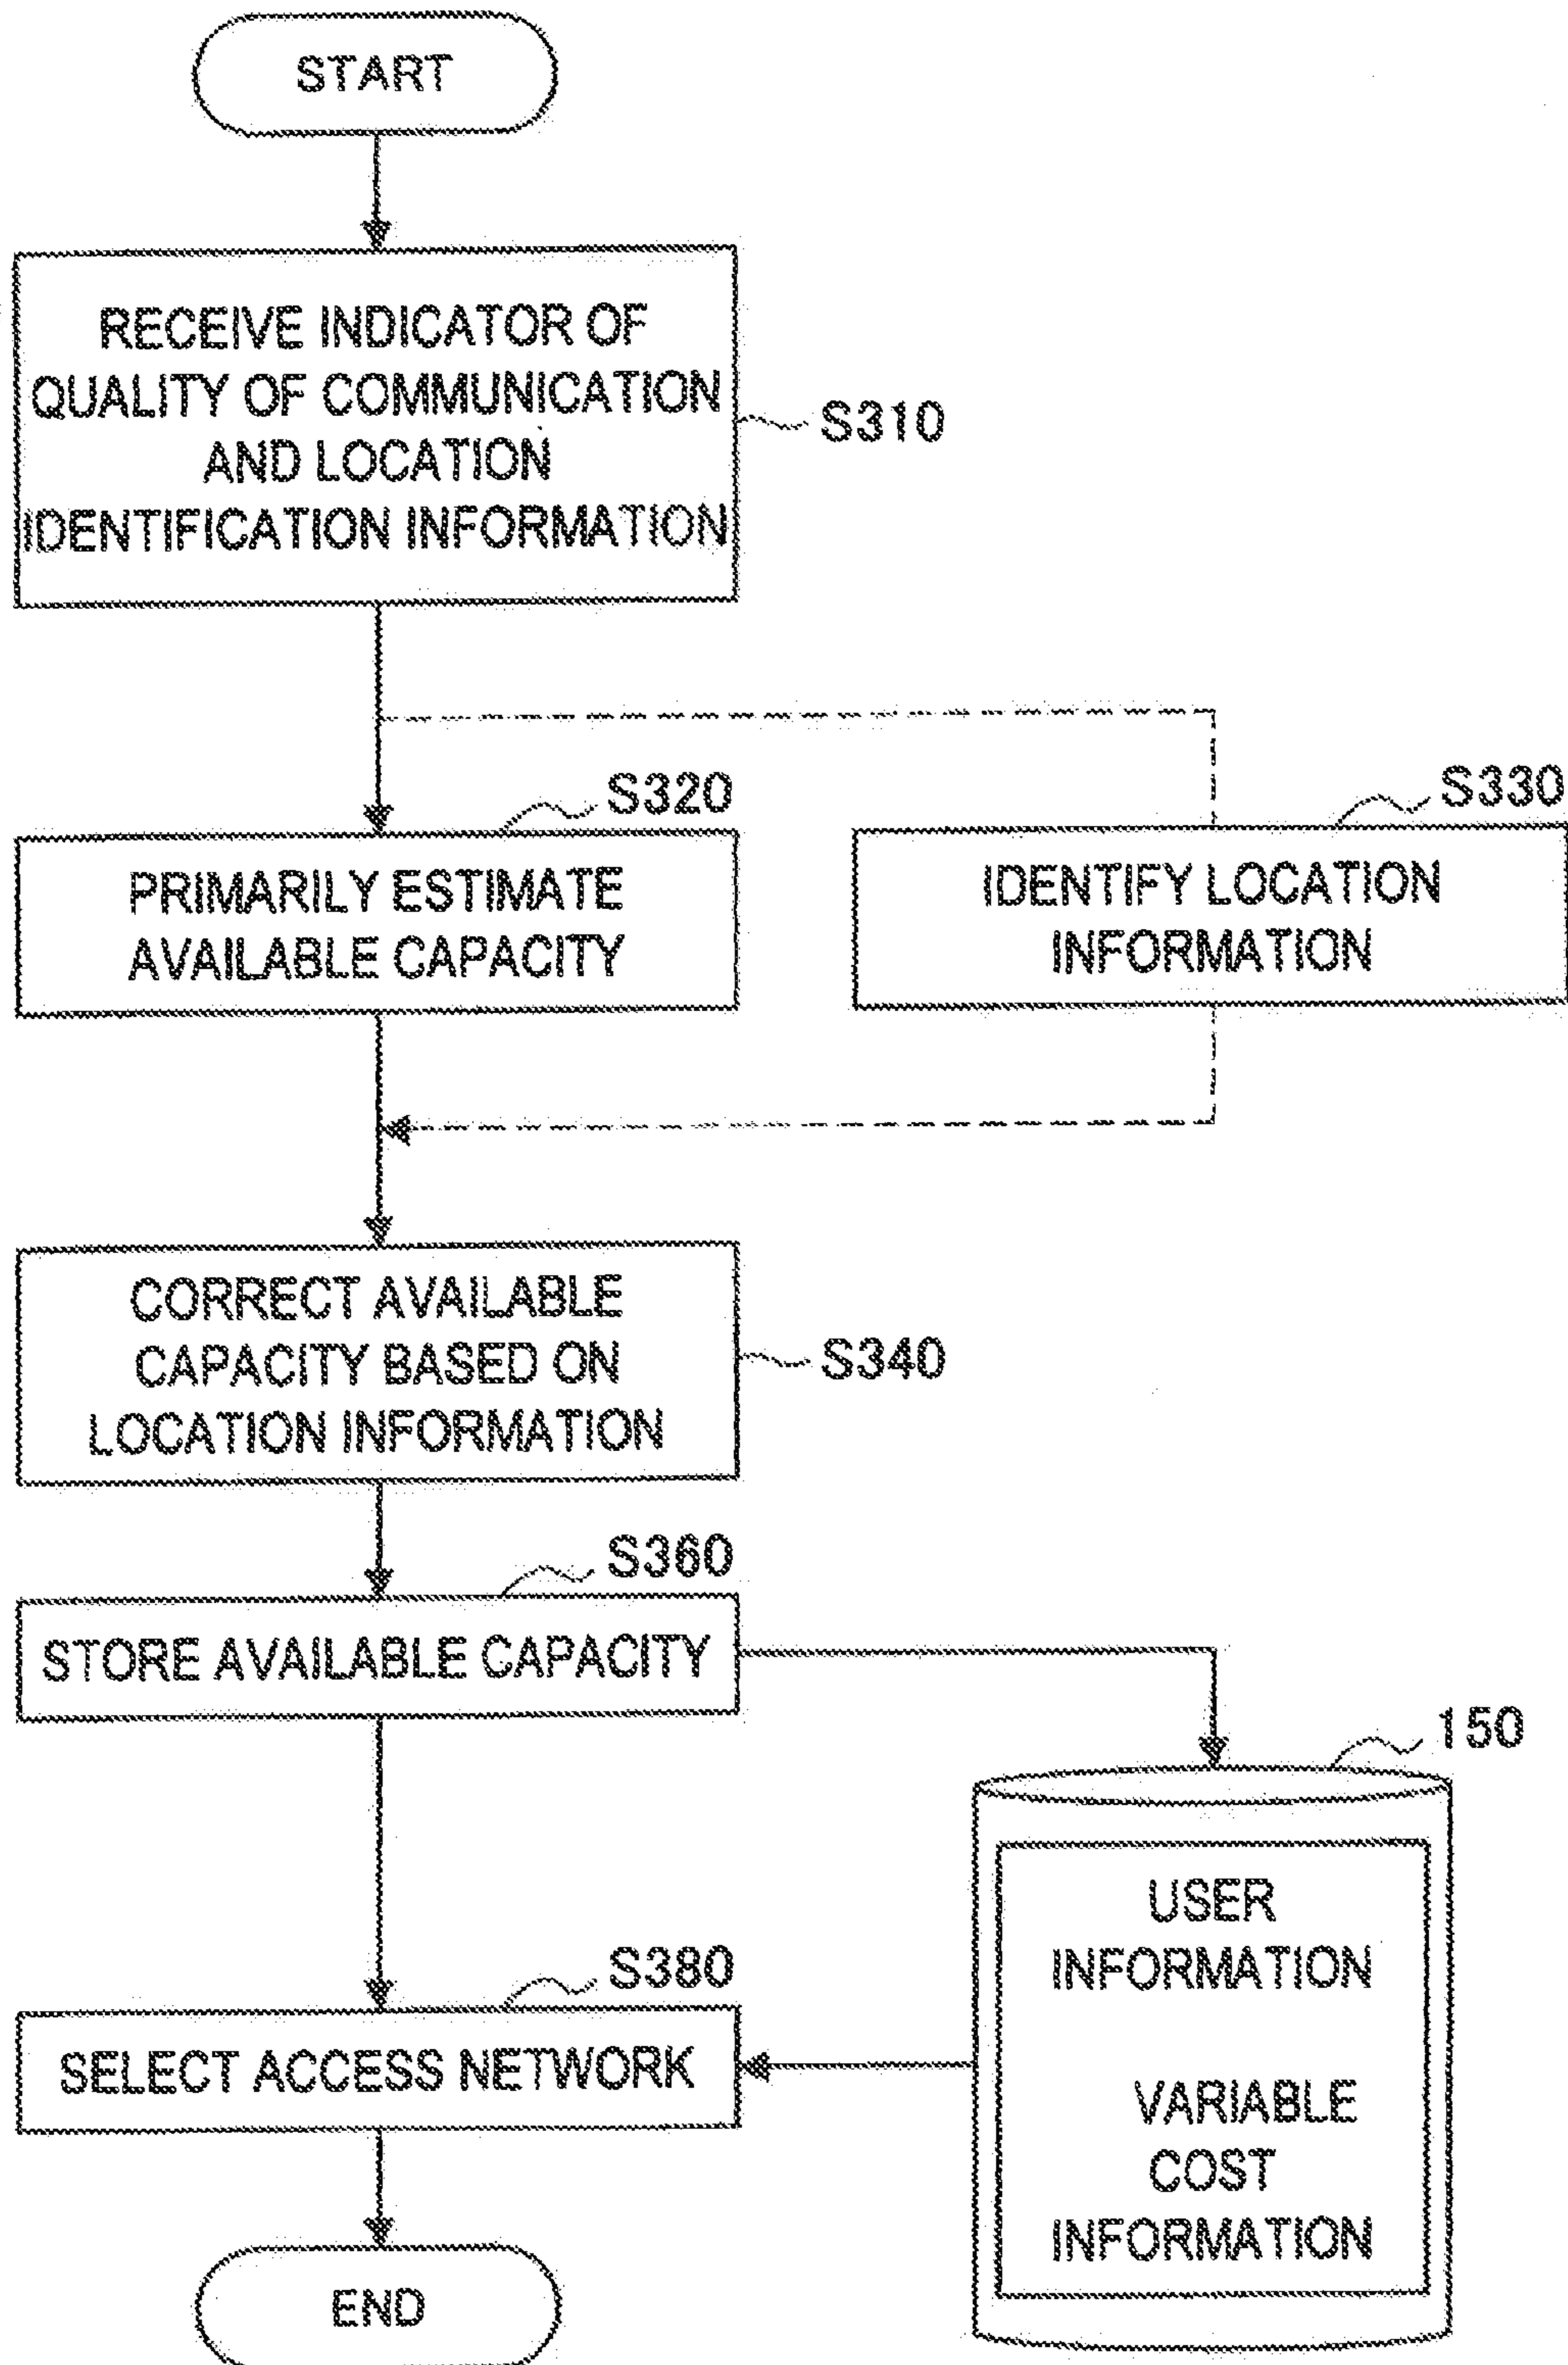 START
RECEIVE INDICATOR OF
QUALITY OF COMMUNICATION
AND LOCATION
IDENTIFICATION INFORMATION
S310
S320
PRIMARILY ESTIMATE
AVAILABLE CAPACITY
S330
IDENTIFY LOCATION
INFORMATION
CORRECT AVAILABLE
CAPACITY BASED ON
LOCATION INFORMATION
S340
S360
STORE AVAILABLE CAPACITY
150
USER
INFORMATION
VARIABLE
COST
INFORMATION
S380
SELECT ACCESS NETWORK
END